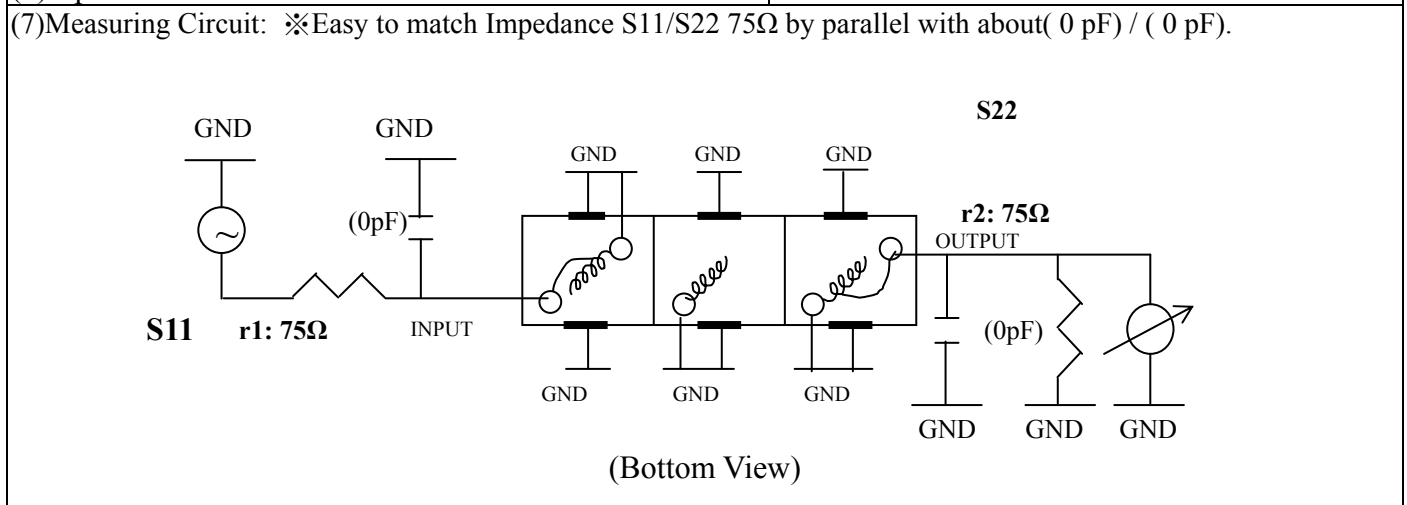 (7)Measuring Circuit: ※Easy to match Impedance S11/S22 75Ω by parallel with about( 0 pF) / ( 0 pF).
S22
GND GND
GND GND GND
(0pF)
r2: 75Ω
OUTPUT
S11 r1: 75Ω INPUT
(0pF)
GND GND GND
GND GND GND
(Bottom View)